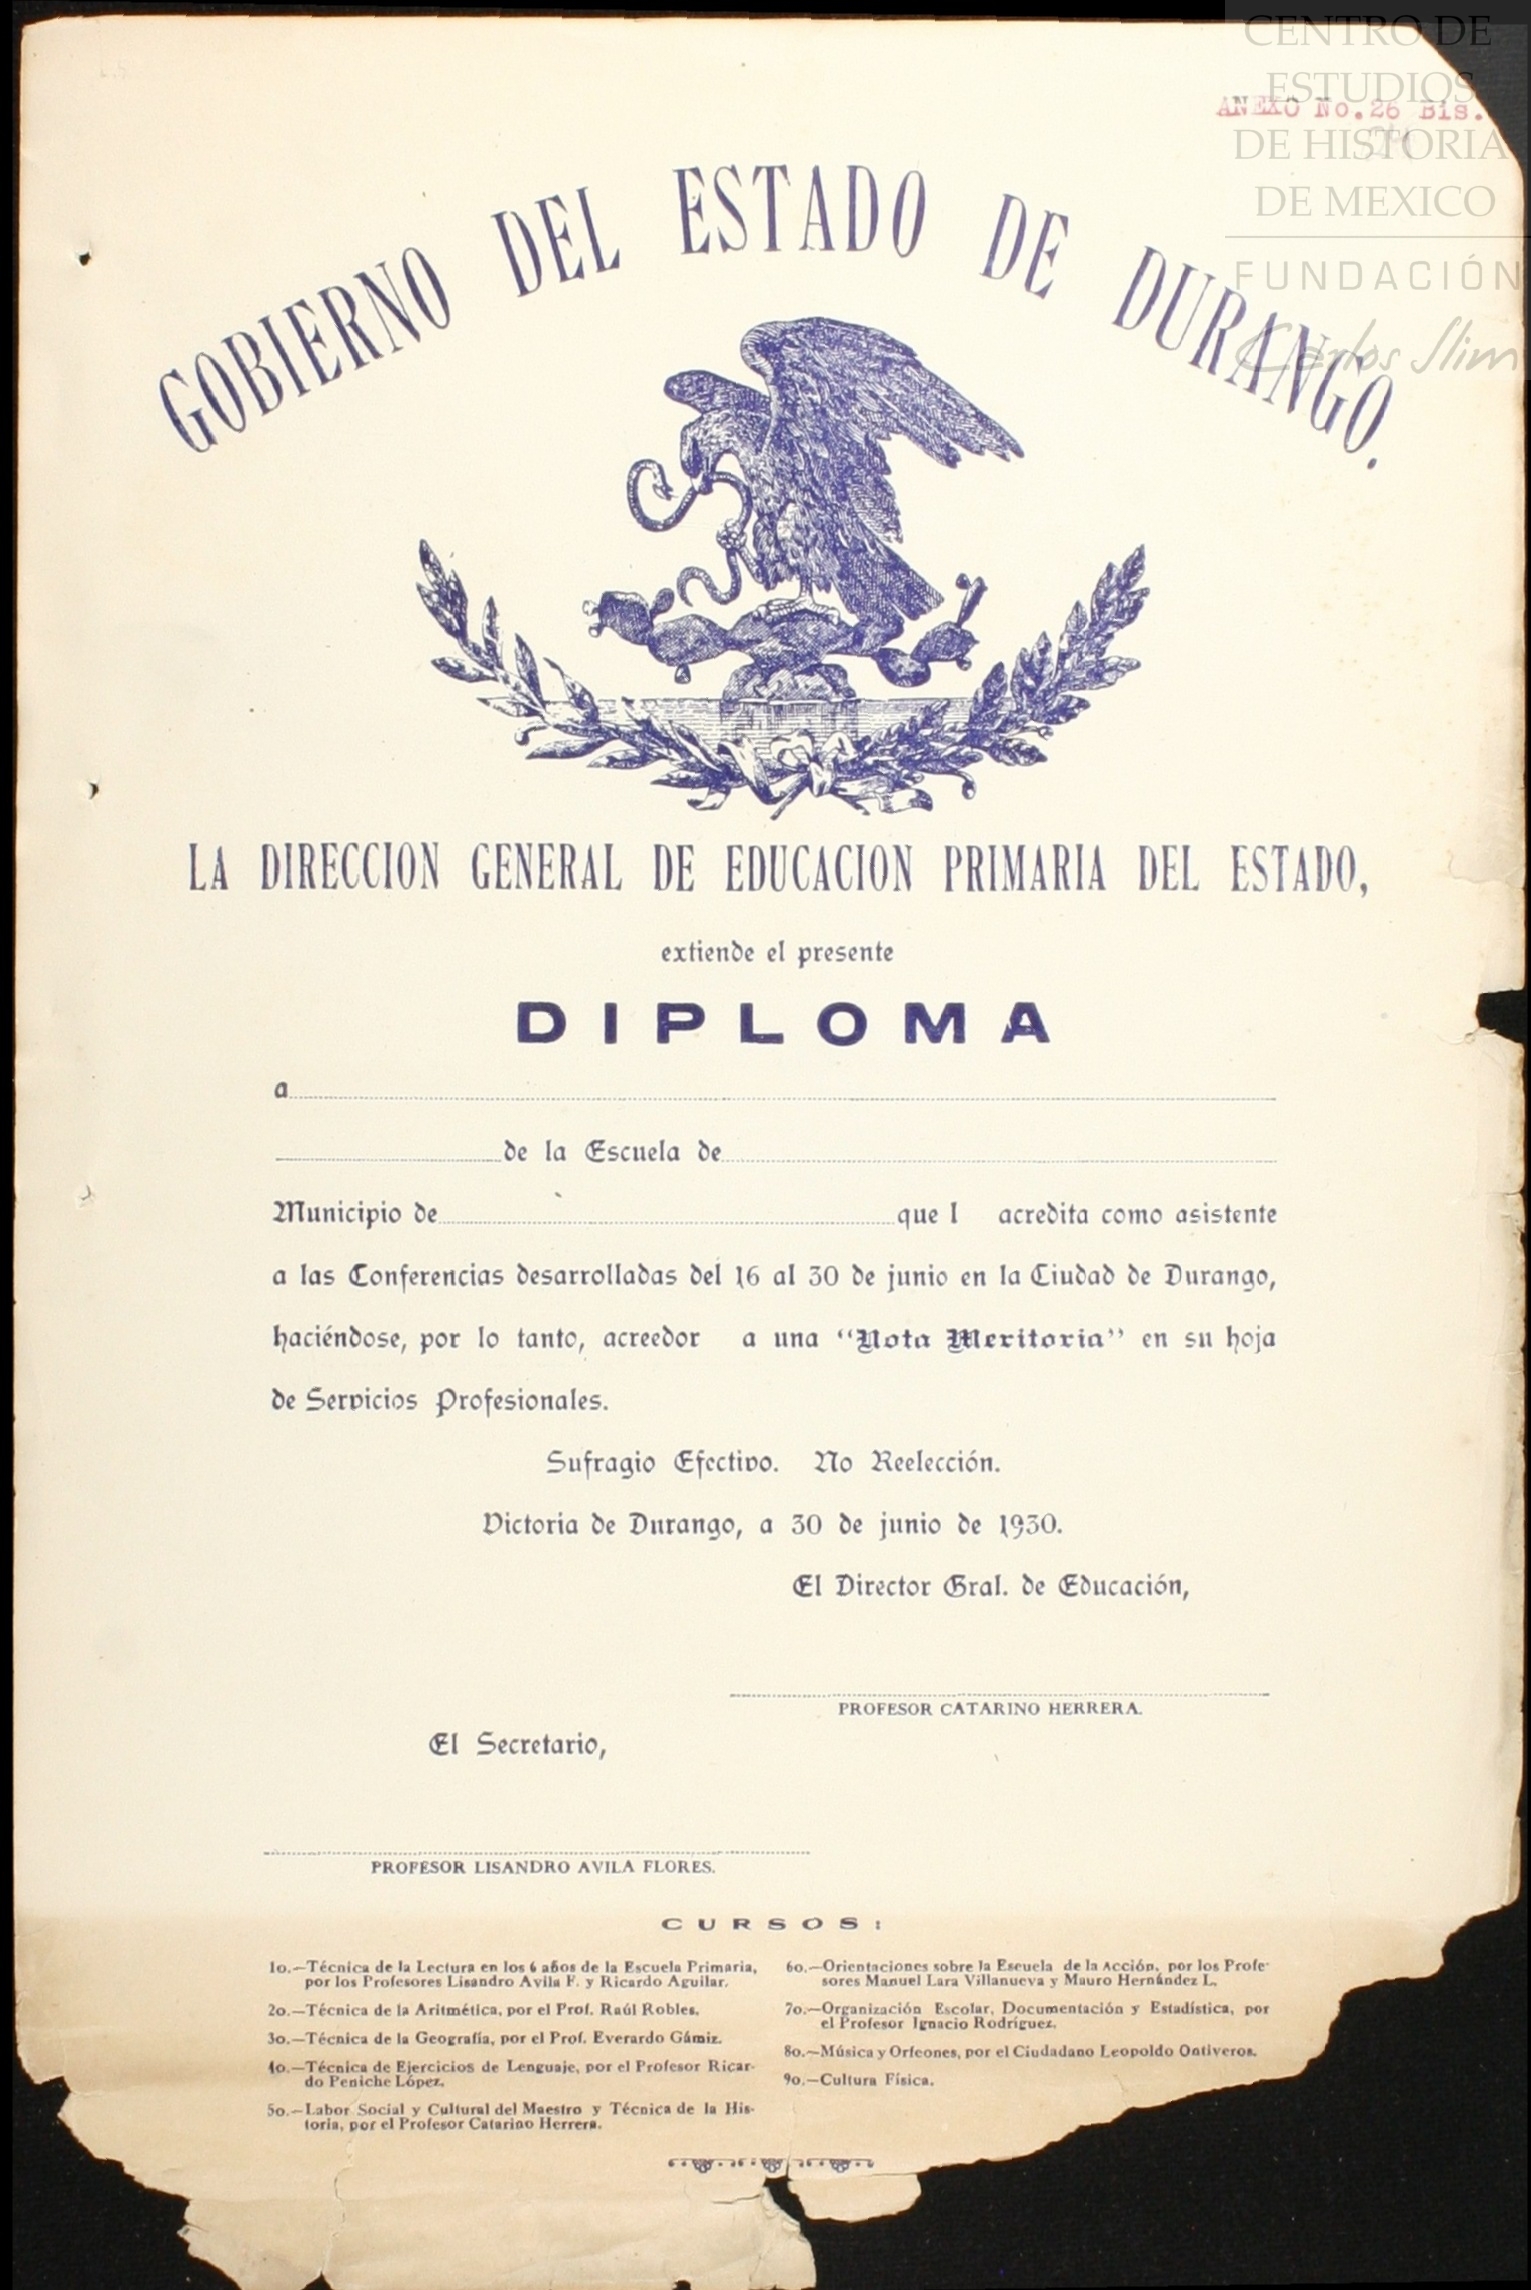 CENTRO DE
ESTUDIOS
DE HISTORIA
DE MEXICO
FUNDACIÓN
Carlos Slim
ANEXO No.26 Bis.
GOBIERNO DEL ESTADO DE DURANGO.
LA DIRECCION GENERAL DE EDUCACION PRIMARIA DEL ESTADO,
extiende el presente
DIPLOMA
a
de la Escuela de
Municipio de que l acredita como asistente
a las Conferencias desarrolladas del 16 al 30 de junio en la Ciudad de Durango,
haciéndose, por lo tanto, acreedor a una “Nota Meritoria” en su hoja
de Servicios Profesionales.
Sufragio Efectivo. No Reelección.
Victoria de Durango, a 30 de junio de 1930.
El Director Gral. de Educación,
PROFESOR CATARINO HERRERA.
El Secretario,
PROFESOR LISANDRO AVILA FLORES.
CURSOS:
1o.—Técnica de la Lectura en los 6 años de la Escuela Primaria,
por los Profesores Lisandro Avila F. y Ricardo Aguilar.
2o.—Técnica de la Aritmética, por el Prof. Raúl Robles.
3o.—Técnica de la Geografía, por el Prof. Everardo Gámiz.
4o.—Técnica de Ejercicios de Lenguaje, por el Profesor Ricar-
do Peniche López.
5o.—Labor Social y Cultural del Maestro y Técnica de la His-
toria, por el Profesor Catarino Herrera.
6o.—Orientaciones sobre la Escuela de la Acción, por los Profe-
sores Manuel Lara Villanueva y Mauro Hernández L.
7o.—Organización Escolar, Documentación y Estadística, por
el Profesor Ignacio Rodríguez.
8o.—Música y Orfeones, por el Ciudadano Leopoldo Ontiveros.
9o.—Cultura Física.